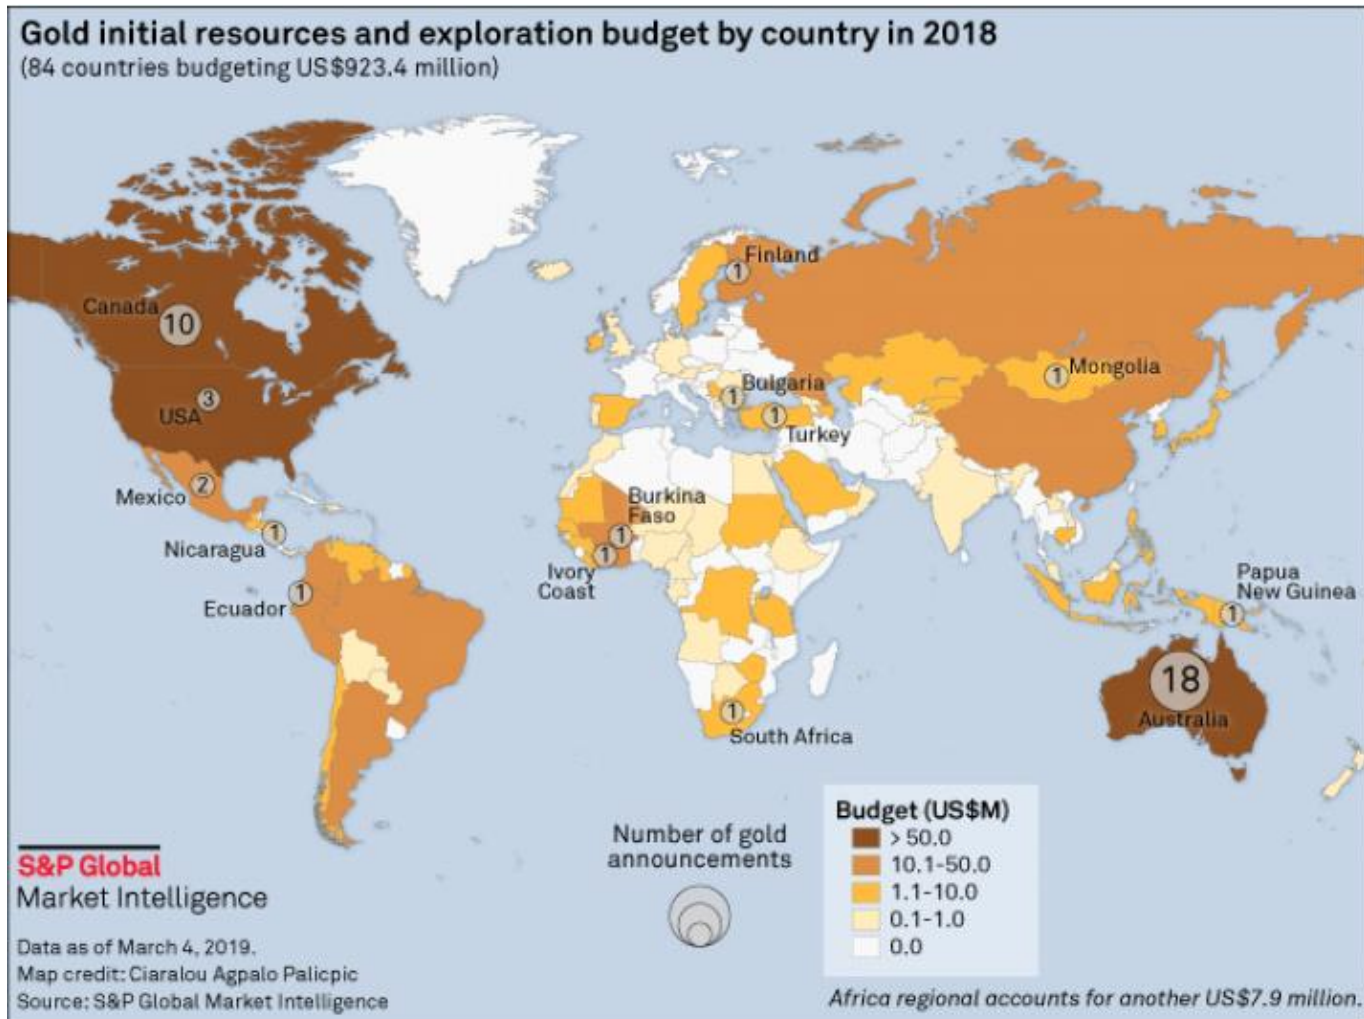 Gold initial resources and exploration budget by country in 2018
(84 countries budgeting US$923.4 million)
Finland
1
Canada
10
Mongolia
1
Bulgaria
1
USA
3
1
Turkey
Mexico
2
Burkina
Faso
1
Nicaragua
1
Ivory
Coast
1
Ecuador
1
Papua
New Guinea
1
18
Australia
1
South Africa
Number of gold
announcements
Budget (US$M)
> 50.0
10.1-50.0
1.1-10.0
0.1-1.0
0.0
S&P Global
Market Intelligence
Data as of March 4, 2019.
Map credit: Ciaralou Agpalo Palicpic
Source: S&P Global Market Intelligence
Africa regional accounts for another US$7.9 million.